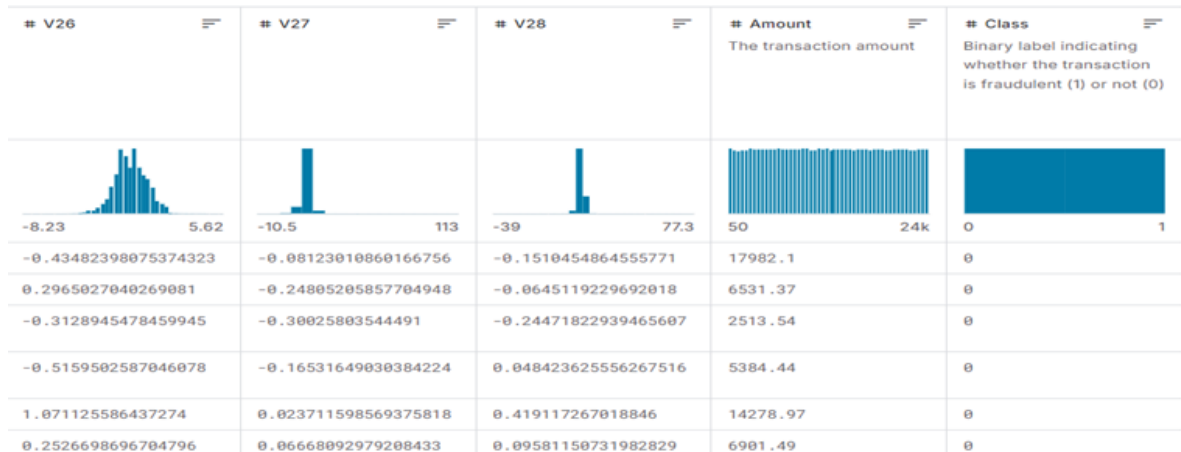 # V26 # V27 # V28 # Amount # Class
The transaction amount Binary label indicating
whether the transaction
is fraudulent (1) or not (0)
-8.23 5.62 -10.5 113 -39 77.3 50 24k 0 1
-0.43482398075374323 -0.08123010860166756 -0.1510454864555771 17982.1 0
0.2965027040269081 -0.24805205857704948 -0.0645119229692018 6531.37 0
-0.3128945478459945 -0.30025803544491 -0.24471822939465607 2513.54 0
-0.5159502587046078 -0.16531649030384224 0.048423625556267516 5384.44 0
1.071125586437274 0.023711598569375818 0.419117267018846 14278.97 0
0.2526698696704796 0.06668092979208433 0.09581150731982829 6901.49 0